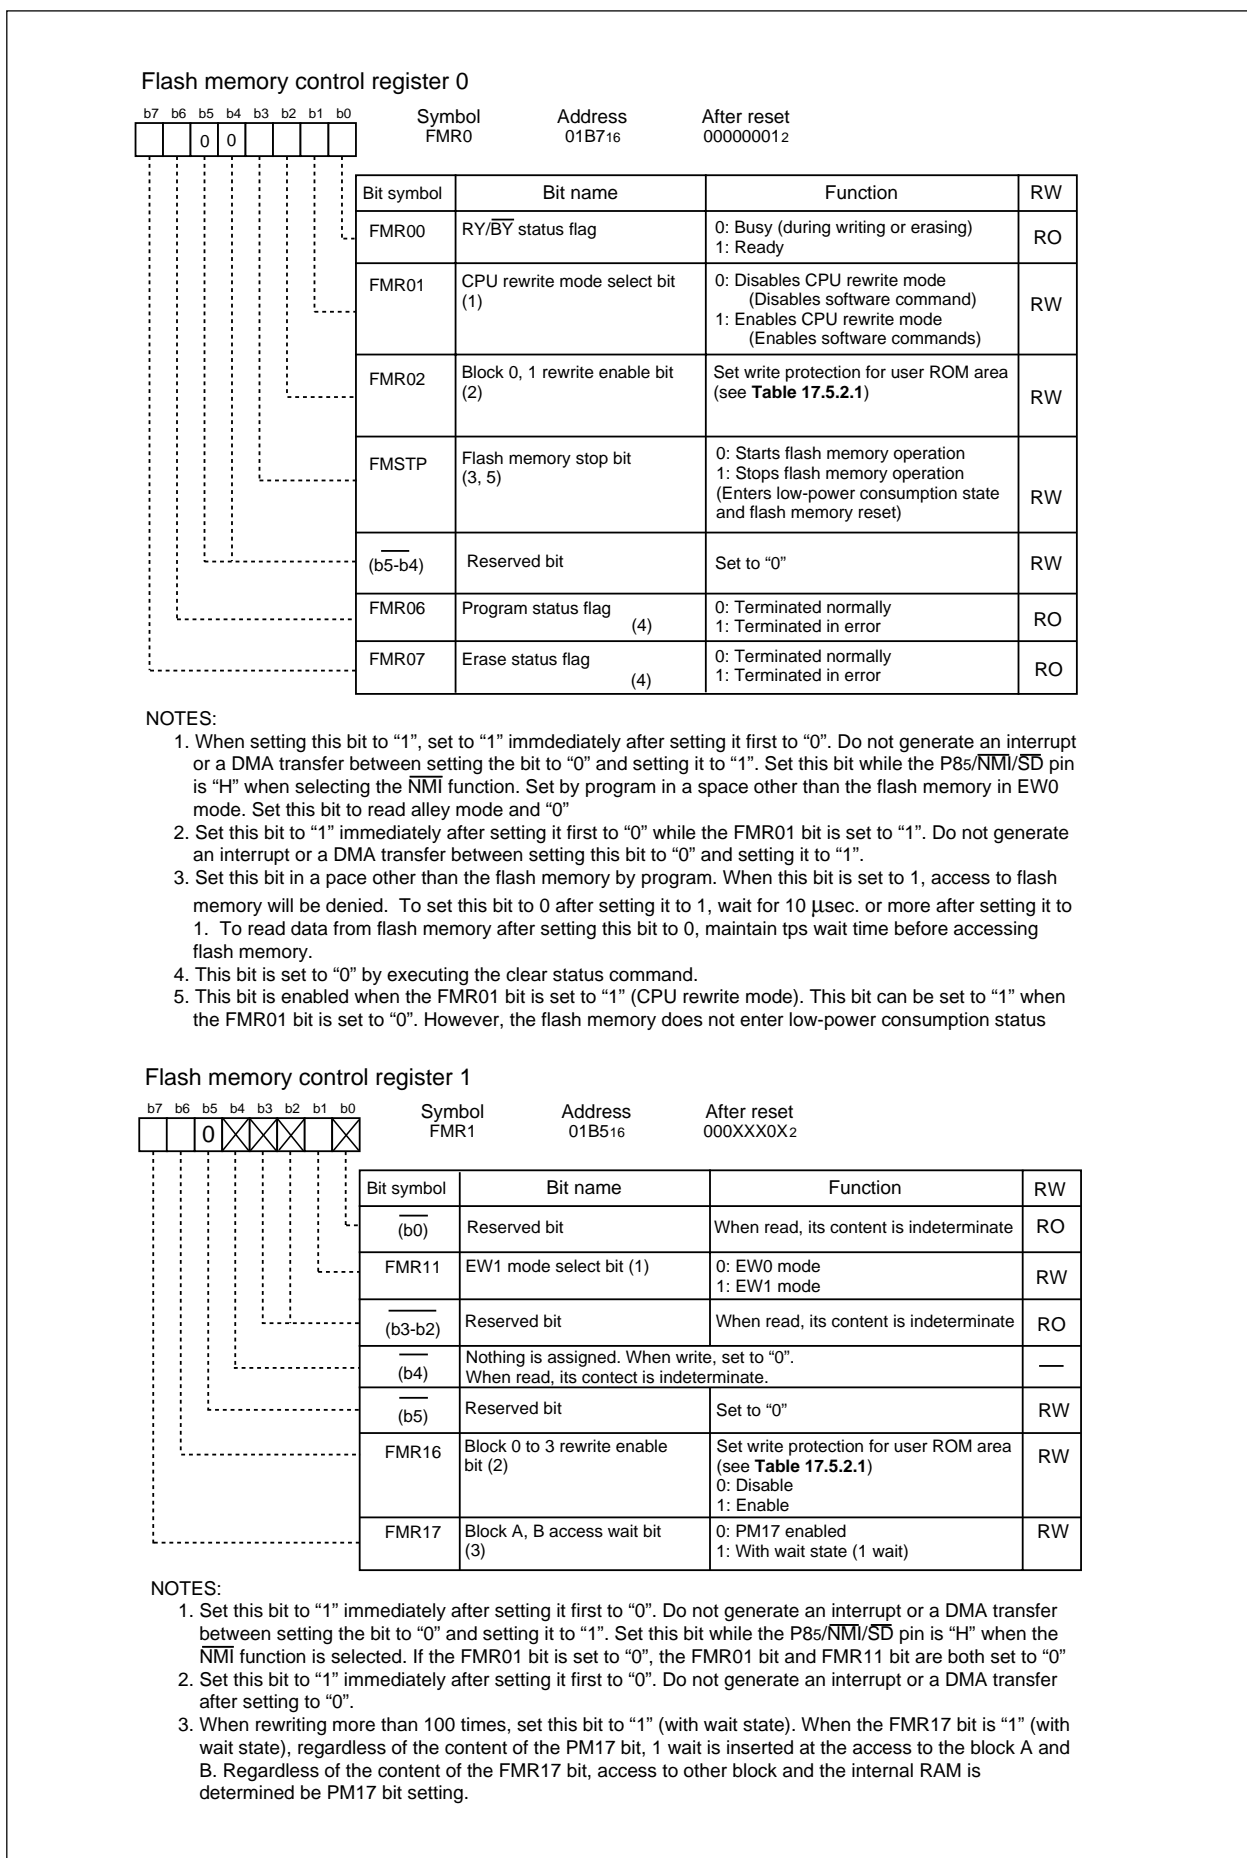 Flash memory control register 0
b7 b6 b5 b4 b3 b2 b1 b0
0 0
Symbol Address After reset
FMR0 01B716 000000012
Bit symbol Bit name Function RW
FMR00 RY/BY status flag 0: Busy (during writing or erasing)
1: Ready RO
FMR01 CPU rewrite mode select bit 0: Disables CPU rewrite mode
(1) (Disables software command)
1: Enables CPU rewrite mode RW
(Enables software commands)
FMR02 Block 0, 1 rewrite enable bit Set write protection for user ROM area
(2) (see Table 17.5.2.1) RW
FMSTP Flash memory stop bit 0: Starts flash memory operation
(3, 5) 1: Stops flash memory operation
(Enters low-power consumption state RW
and flash memory reset)
(b5-b4) Reserved bit Set to “0” RW
FMR06 Program status flag 0: Terminated normally
(4) 1: Terminated in error RO
FMR07 Erase status flag 0: Terminated normally
(4) 1: Terminated in error RO
NOTES:
1. When setting this bit to “1”, set to “1” immdediately after setting it first to “0”. Do not generate an interrupt
or a DMA transfer between setting the bit to “0” and setting it to “1”. Set this bit while the P85/NMI/SD pin
is “H” when selecting the NMI function. Set by program in a space other than the flash memory in EW0
mode. Set this bit to read alley mode and “0”
2. Set this bit to “1” immediately after setting it first to “0” while the FMR01 bit is set to “1”. Do not generate
an interrupt or a DMA transfer between setting this bit to “0” and setting it to “1”.
3. Set this bit in a pace other than the flash memory by program. When this bit is set to 1, access to flash
memory will be denied. To set this bit to 0 after setting it to 1, wait for 10 µsec. or more after setting it to
1. To read data from flash memory after setting this bit to 0, maintain tps wait time before accessing
flash memory.
4. This bit is set to “0” by executing the clear status command.
5. This bit is enabled when the FMR01 bit is set to “1” (CPU rewrite mode). This bit can be set to “1” when
the FMR01 bit is set to “0”. However, the flash memory does not enter low-power consumption status
Flash memory control register 1
b7 b6 b5 b4 b3 b2 b1 b0
0
Symbol Address After reset
FMR1 01B516 000XXX0X2
Bit symbol Bit name Function RW
(b0) Reserved bit When read, its content is indeterminate RO
FMR11 EW1 mode select bit (1) 0: EW0 mode
1: EW1 mode RW
(b3-b2) Reserved bit When read, its content is indeterminate RO
(b4) Nothing is assigned. When write, set to “0”. —
When read, its contect is indeterminate.
(b5) Reserved bit Set to “0” RW
FMR16 Block 0 to 3 rewrite enable Set write protection for user ROM area RW
bit (2) (see Table 17.5.2.1)
0: Disable
1: Enable
FMR17 Block A, B access wait bit 0: PM17 enabled RW
(3) 1: With wait state (1 wait)
NOTES:
1. Set this bit to “1” immediately after setting it first to “0”. Do not generate an interrupt or a DMA transfer
between setting the bit to “0” and setting it to “1”. Set this bit while the P85/NMI/SD pin is “H” when the
NMI function is selected. If the FMR01 bit is set to “0”, the FMR01 bit and FMR11 bit are both set to “0”
2. Set this bit to “1” immediately after setting it first to “0”. Do not generate an interrupt or a DMA transfer
after setting to “0”.
3. When rewriting more than 100 times, set this bit to “1” (with wait state). When the FMR17 bit is “1” (with
wait state), regardless of the content of the PM17 bit, 1 wait is inserted at the access to the block A and
B. Regardless of the content of the FMR17 bit, access to other block and the internal RAM is
determined be PM17 bit setting.